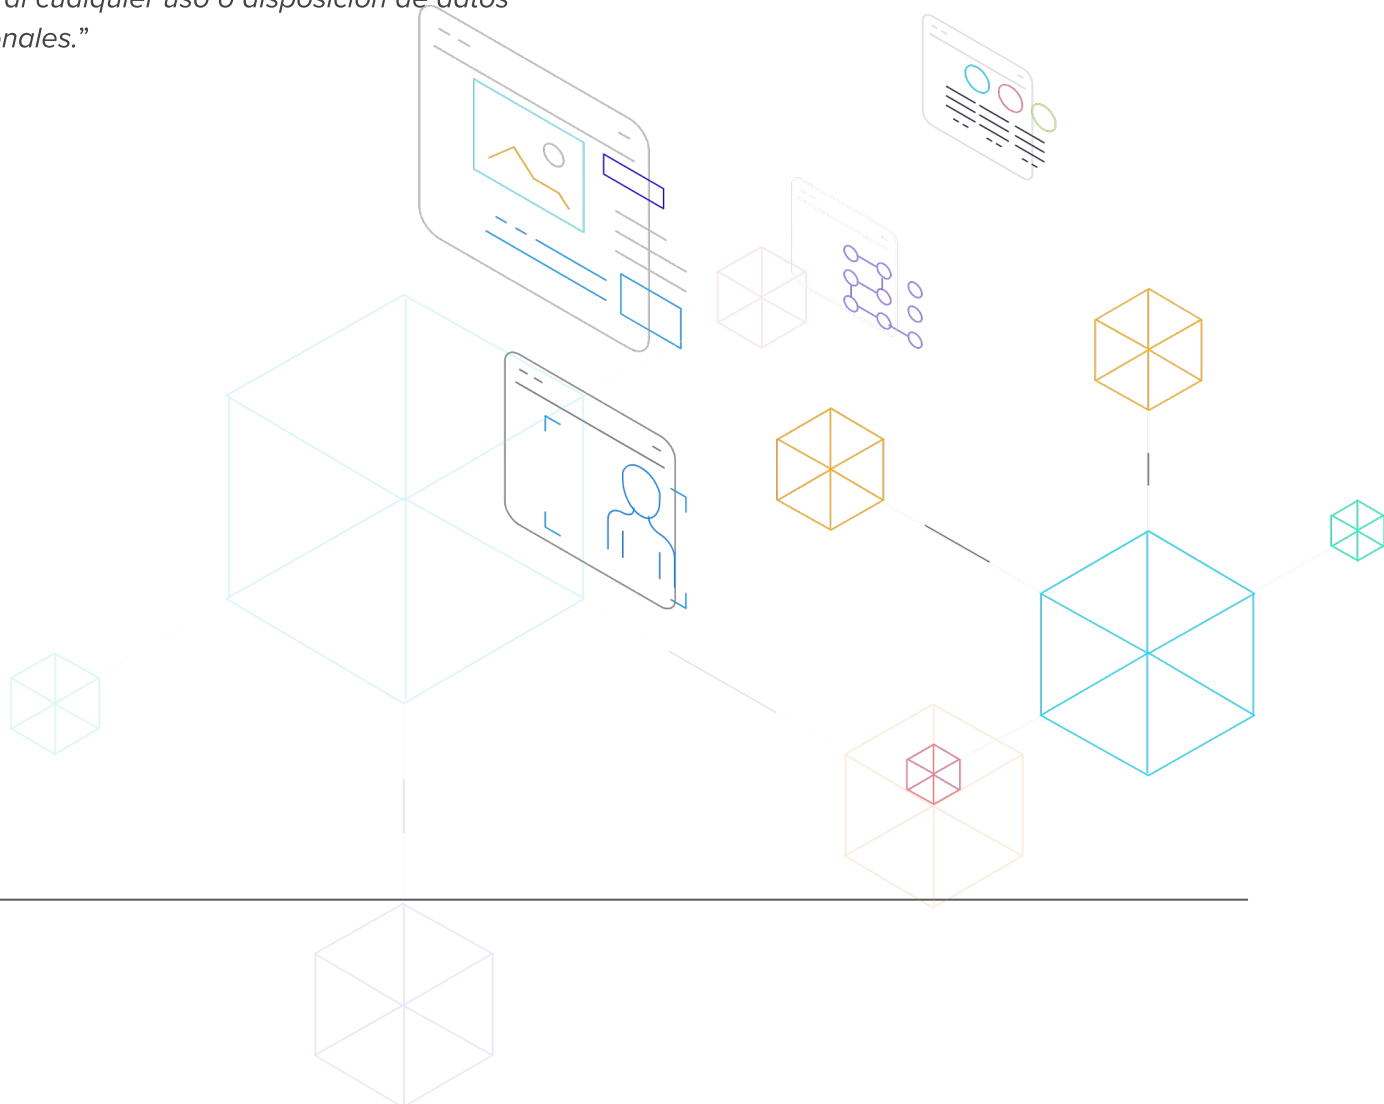 cualquier uso o disposición de datos
nales.”